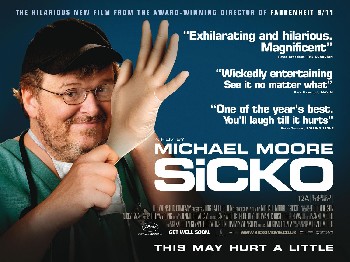 THE HILARIOUS NEW FILM FROM THE AWARD-WINNING DIRECTOR OF FAHRENHEIT 9/11
"Exhilarating and hilarious.
Magnificent"
"Wickedly entertaining
See it no matter what"
"One of the year's best.
You'll laugh till it hurts"
A FILM BY
MICHAEL MOORE
SiCKO
GET WELL SOON.
THIS MAY HURT A LITTLE